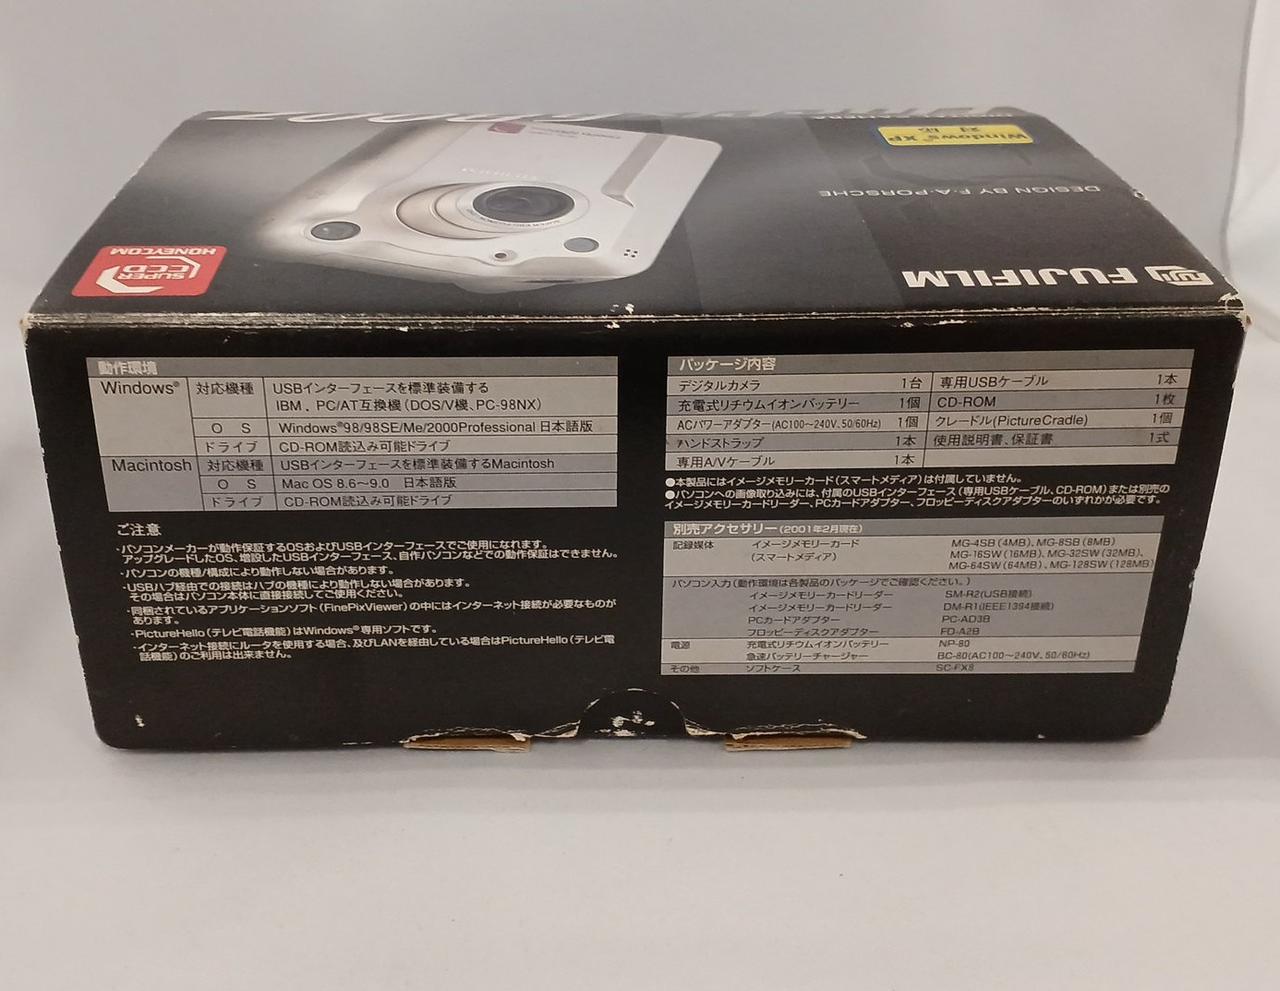 Windows® XP
対応
DESIGN BY F·A·PORSCHE
FUJIFILM
SUPER
CCD
HONEYCOM
動作環境
Windows® 対応機種 USBインターフェースを標準装備する
IBM．PC/AT互換機(DOS/V機、PC-98NX)
O S Windows®98/98SE/Me/2000Professional 日本語版
ドライブ CD-ROM読込み可能ドライブ
Macintosh 対応機種 USBインターフェースを標準装備するMacintosh
O S Mac OS 8.6〜9.0 日本語版
ドライブ CD-ROM読込み可能ドライブ
ご注意
・パソコンメーカーが動作保証するOSおよびUSBインターフェースでご使用になれます。
アップグレードしたOS、増設したUSBインターフェース、自作パソコンなどでの動作保証はできません。
・パソコンの機種/構成により動作しない場合があります。
・USBハブ経由での接続はハブの機種により動作しない場合があります。
その場合はパソコン本体に直接接続してご使用ください。
・同梱されているアプリケーションソフト(FinePixViewer)の中にはインターネット接続が必要なものが
あります。
・PictureHello(テレビ電話機能)はWindows®専用ソフトです。
・インターネット接続にルータを使用する場合、及びLANを経由している場合はPictureHello(テレビ電
話機能)のご利用は出来ません。
パッケージ内容
デジタルカメラ 1台 専用USBケーブル 1本
充電式リチウムイオンバッテリー 1個 CD-ROM 1枚
ACパワーアダプター(AC100〜240V、50/60Hz) 1個 クレードル(PictureCradle) 1個
ハンドストラップ 1本 使用説明書、保証書 1式
専用A/Vケーブル 1本
●本製品にはイメージメモリーカード(スマートメディア)は付属していません。
●パソコンへの画像取り込みには、付属のUSBインターフェース(専用USBケーブル、CD-ROM)または別売の
イメージメモリーカードリーダー、PCカードアダプター、フロッピーディスクアダプターのいずれかが必要です。
別売アクセサリー(2001年2月現在)
記録媒体 イメージメモリーカード MG-4SB(4MB)、MG-8SB(8MB)
(スマートメディア) MG-16SW(16MB)、MG-32SW(32MB)、
MG-64SW(64MB)、MG-128SW(128MB)
パソコン入力(動作環境は各製品のパッケージでご確認ください。)
イメージメモリーカードリーダー SM-R2(USB接続)
イメージメモリーカードリーダー DM-R1(IEEE1394接続)
PCカードアダプター PC-AD3B
フロッピーディスクアダプター FD-A2B
電源 充電式リチウムイオンバッテリー NP-80
急速バッテリーチャージャー BC-80(AC100〜240V、50/60Hz)
その他 ソフトケース SC-FX8